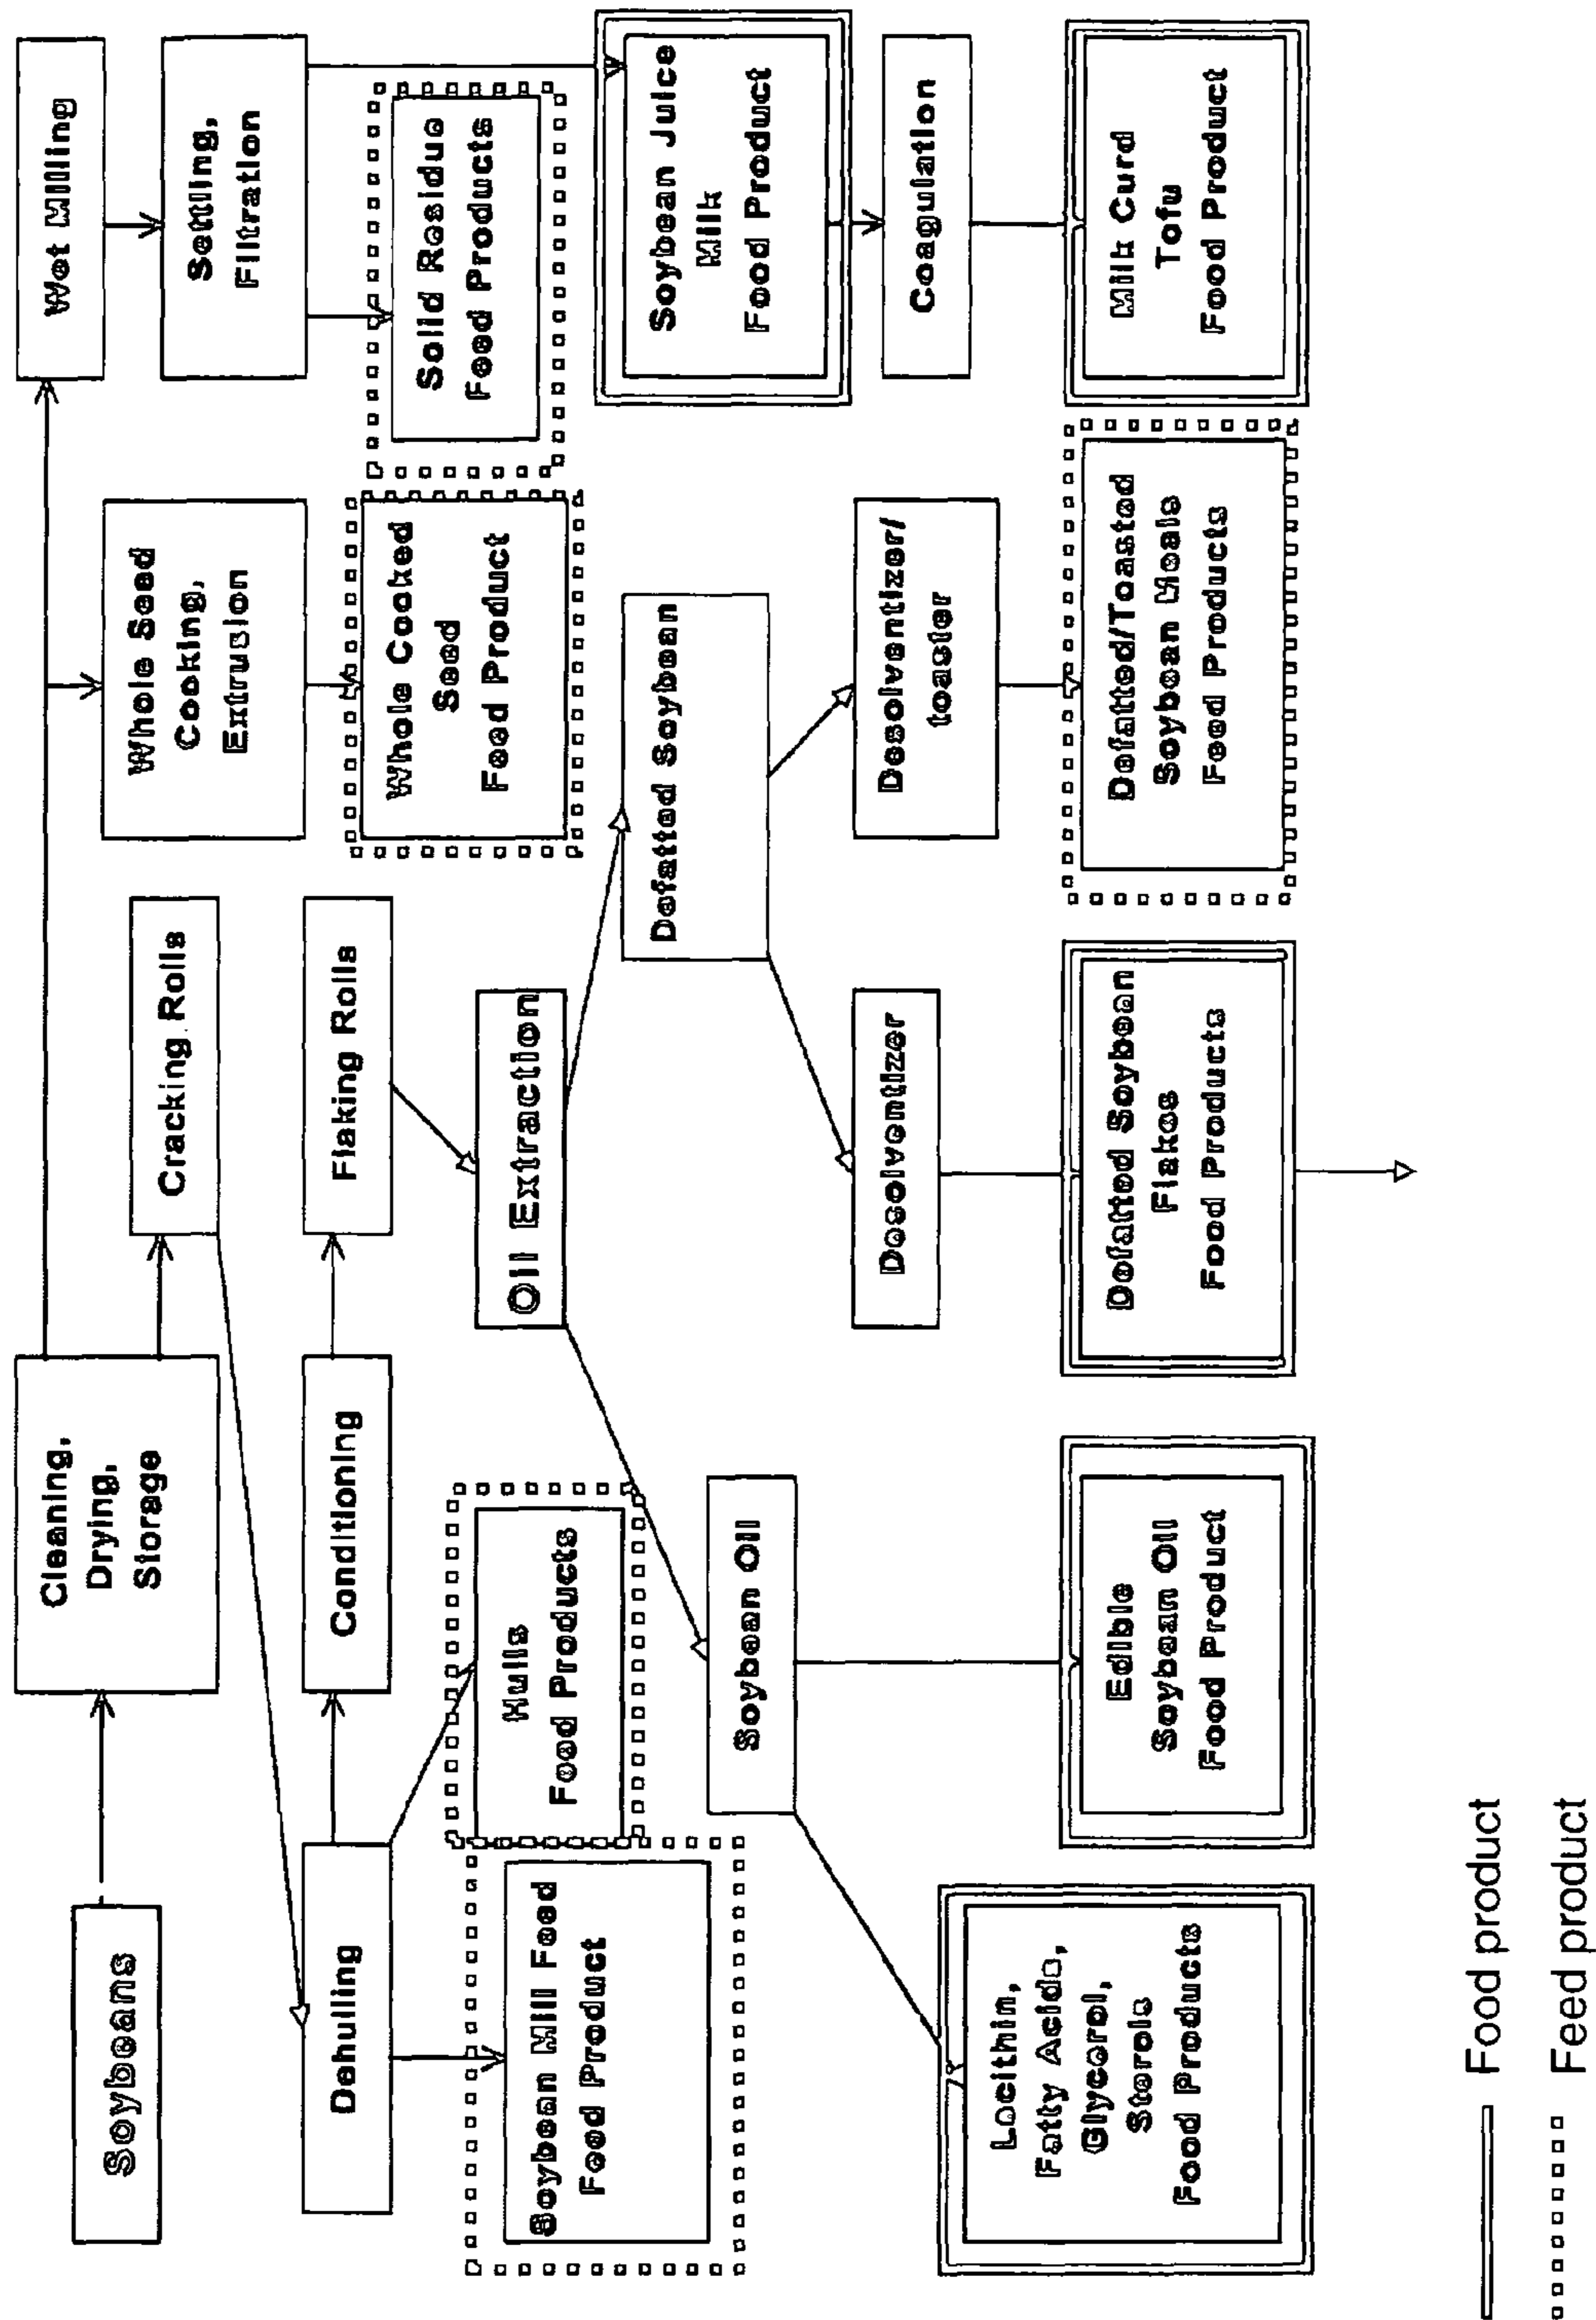 Soybeans
Cleaning,
Drying,
Storage
Cracking Rolls
Whole Seed
Cooking,
Extrusion
Wet Milling
Dehulling
Conditioning
Flaking Rolls
Whole Cooked
Seed
Feed Product
Settling,
Filtration
Solid Residue
Feed Products
Soybean Mill Feed
Feed Product
Hulls
Feed Products
Oil Extraction
Defatted Soybean
Soybean Juice
Milk
Food Product
Soybean Oil
Desolventizer
Desolventizer/
toaster
Coagulation
Lecithin,
Fatty Acids,
Glycerol,
Sterols
Food Products
Edible
Soybean Oil
Food Product
Defatted Soybean
Flakes
Food Products
Defatted/Toasted
Soybean Meals
Feed Products
Milk Curd
Tofu
Food Product
Food product
Feed product